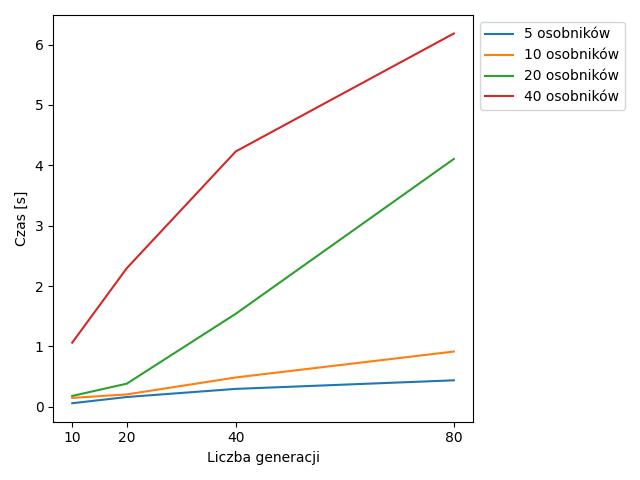 5 osobników
10 osobników
20 osobników
40 osobników
Czas [s]
6
5
4
3
2
1
0
10 20 40 80
Liczba generacji